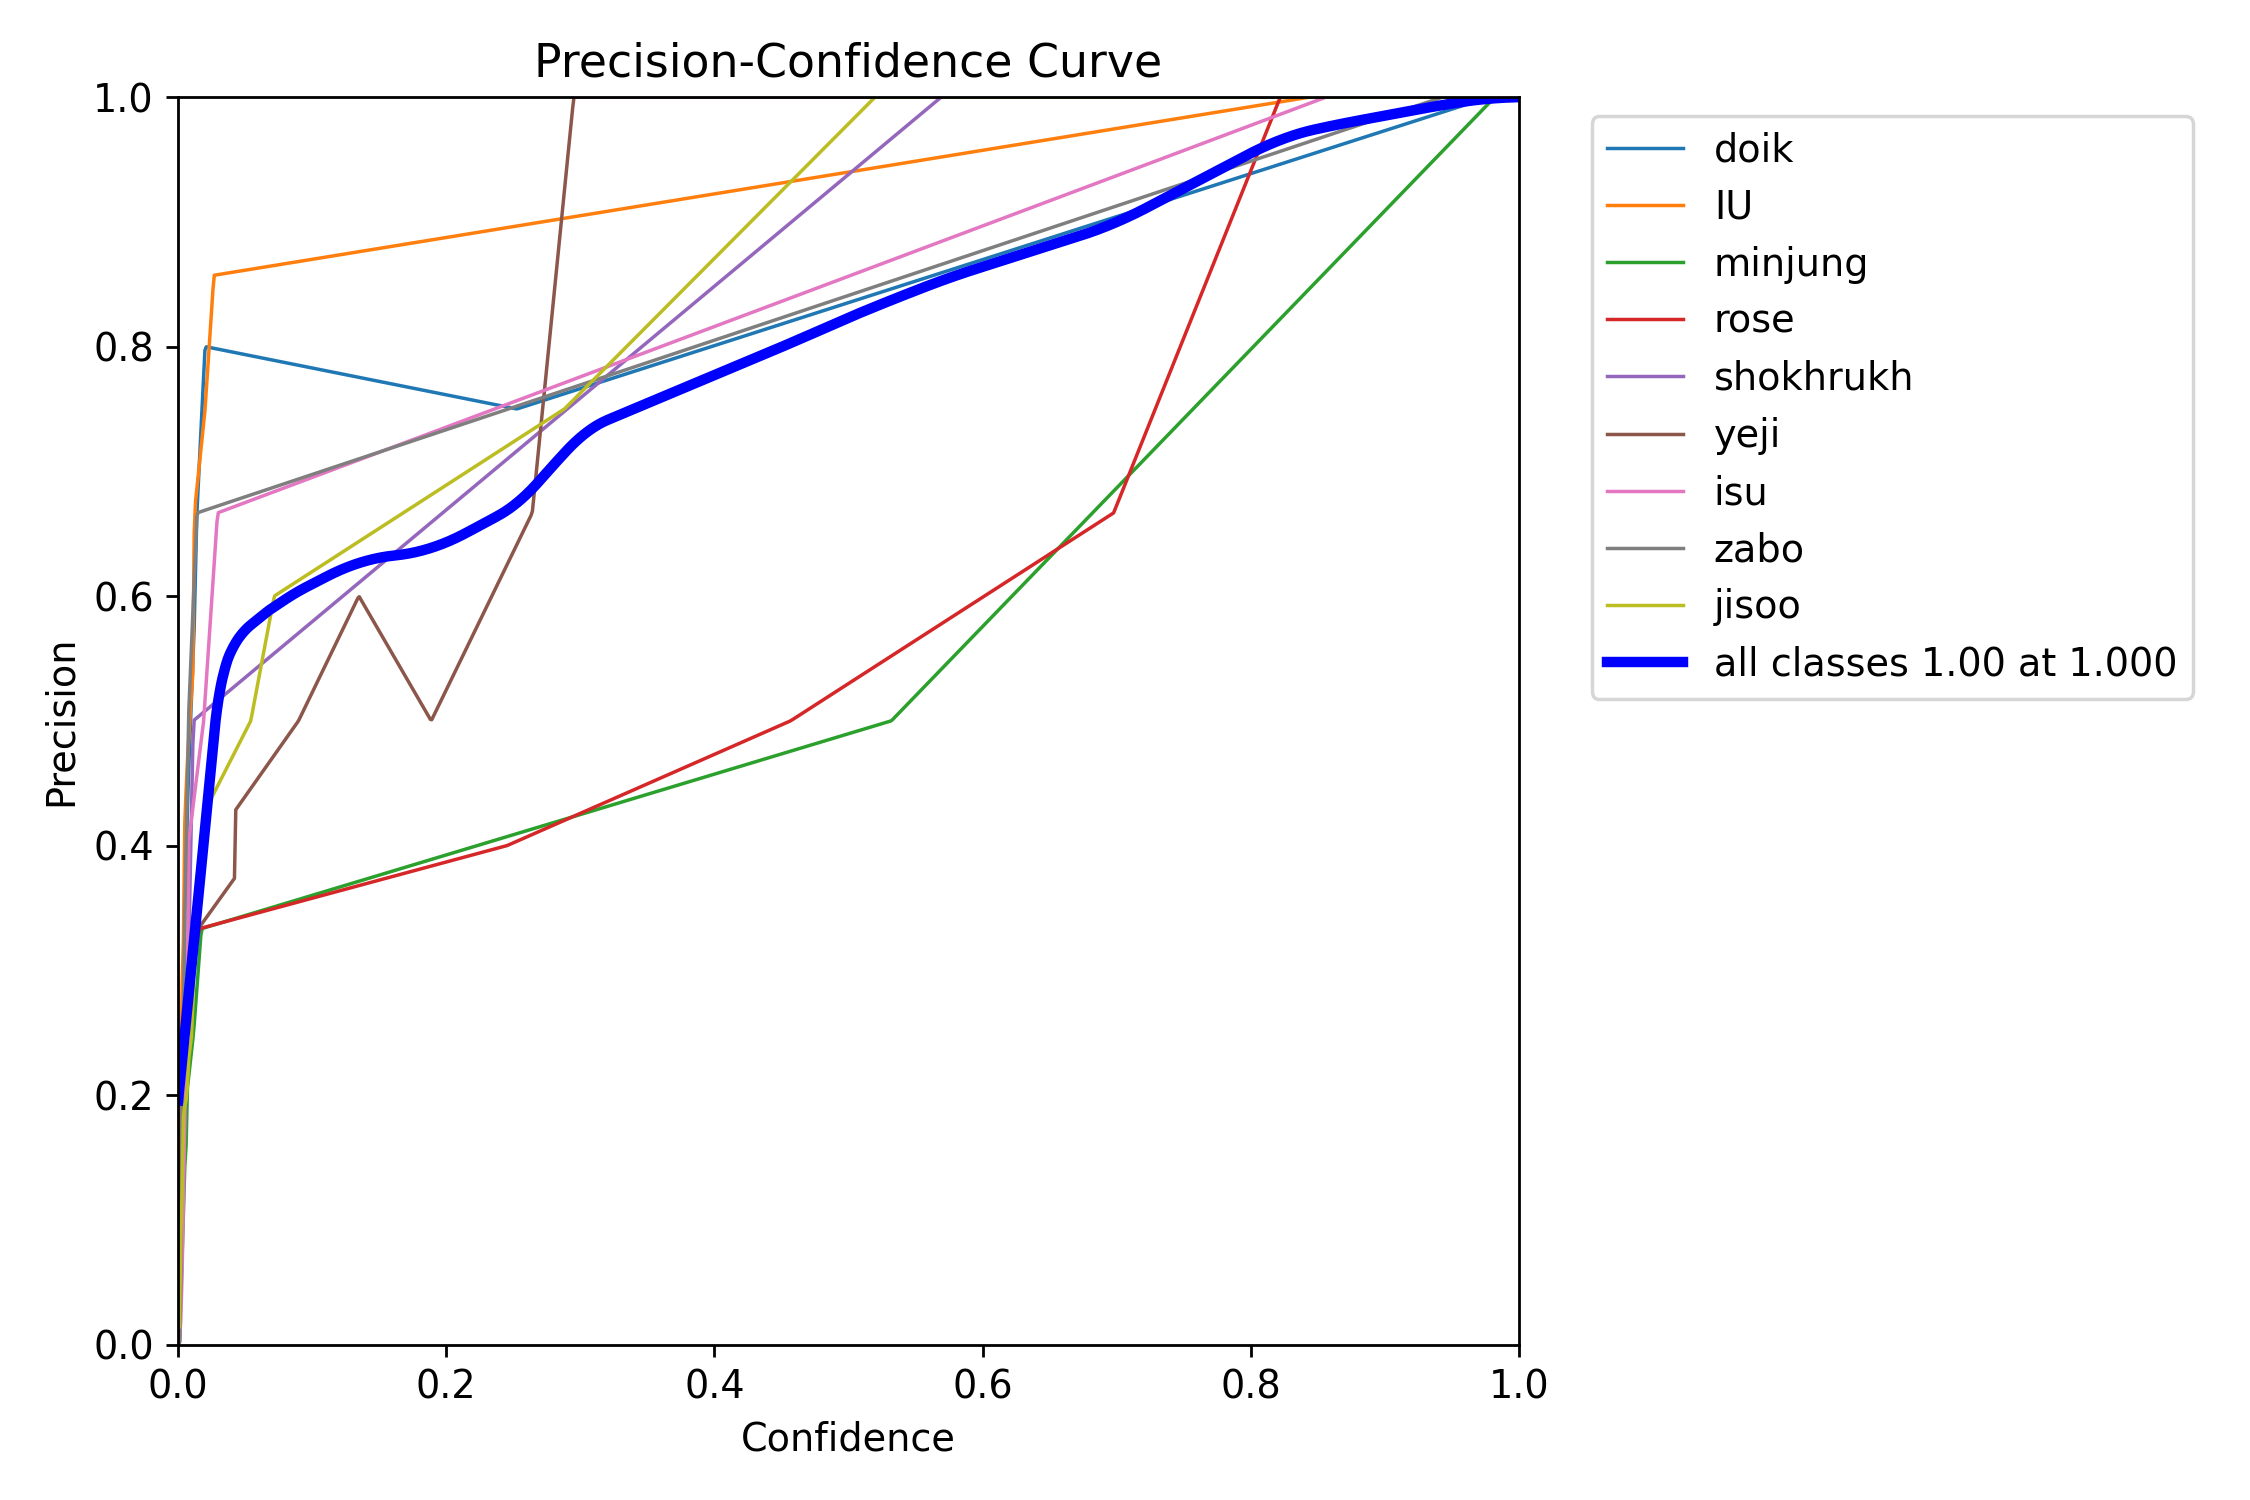 Precision-Confidence Curve
1.0
0.8
0.6
0.4
0.2
0.0
Precision
0.0 0.2 0.4 0.6 0.8 1.0
Confidence
doik
IU
minjung
rose
shokhrukh
yeji
isu
zabo
jisoo
all classes 1.00 at 1.000